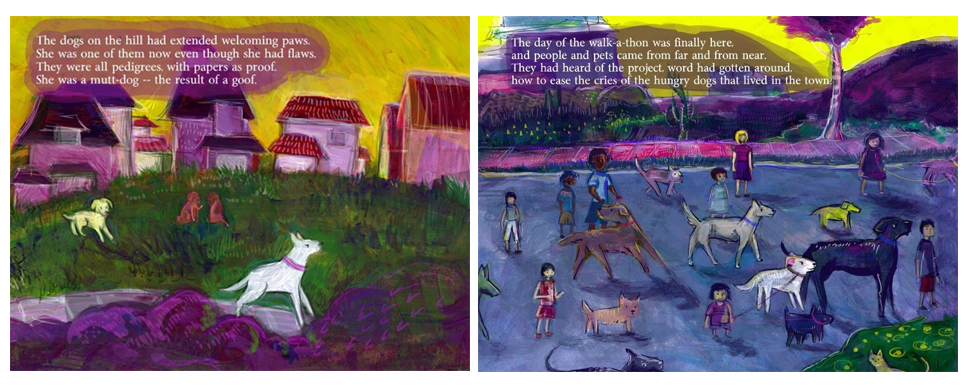 The dogs on the hill had extended welcoming paws.
She was one of them now even though she had flaws.
They were all pedigrees, with papers as proof.
She was a mutt-dog -- the result of a goof.
The day of the walk-a-thon was finally here.
and people and pets came from far and from near.
They had heard of the project, word had gotten around.
how to ease the cries of the hungry dogs that lived in the town.